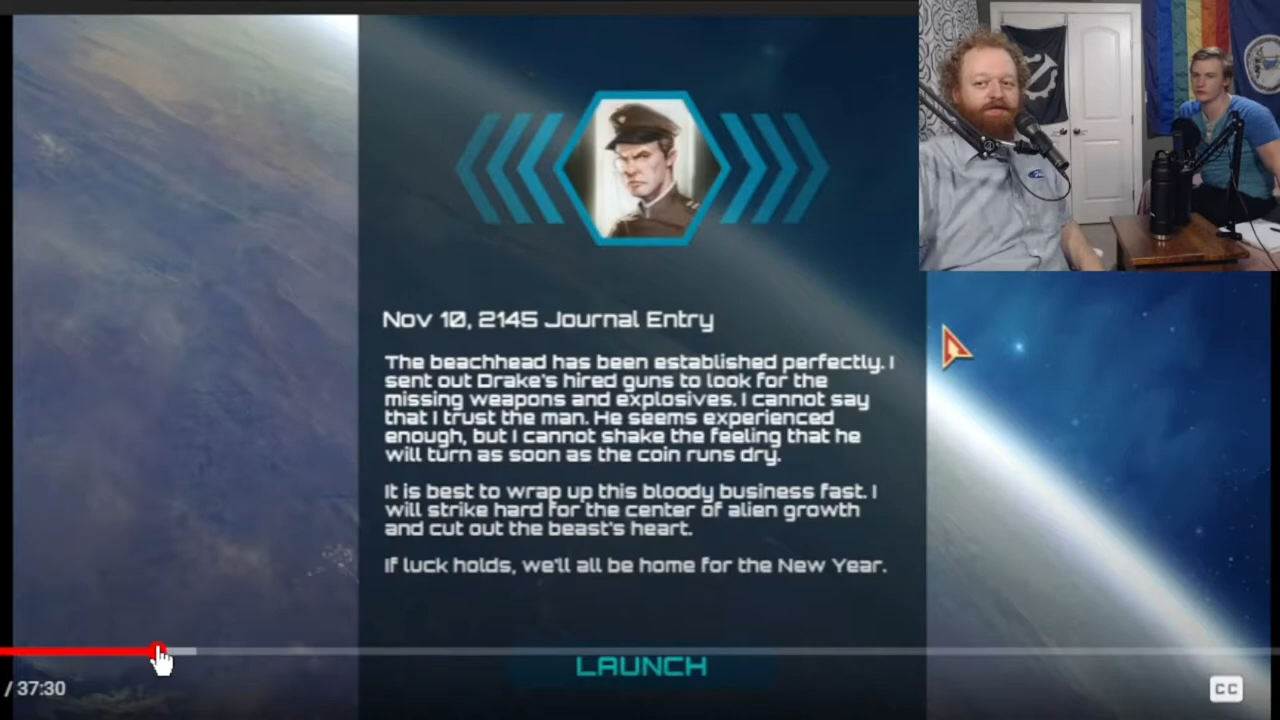 Nov 10, 2145 Journal Entry
The beachhead has been established perfectly. I
sent out Drake's hired guns to look for the
missing weapons and explosives. I cannot say
that I trust the man. He seems experienced
enough, but I cannot shake the feeling that he
will turn as soon as the coin runs dry.
It is best to wrap up this bloody business fast. I
will strike hard for the center of alien growth
and cut out the beast's heart.
If luck holds, we'll all be home for the New Year.
LAUNCH
/ 37:30
CC